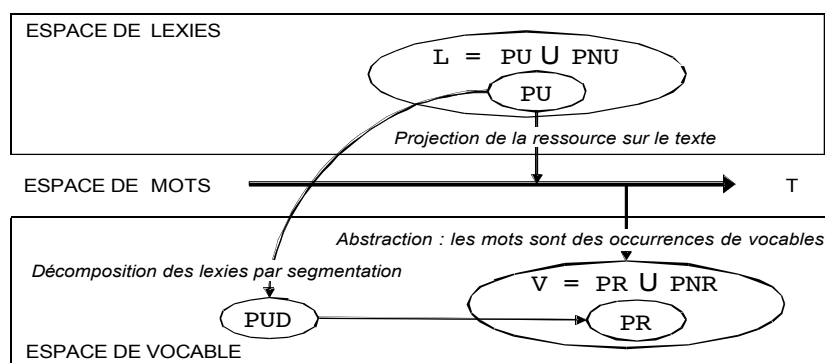 ESPACE DE LEXIES
L = PU U PNU
PU
Projection de la ressource sur le texte
ESPACE DE MOTS T
Abstraction : les mots sont des occurrences de vocables
Décomposition des lexies par segmentation
V = PR U PNR
PUD PR
ESPACE DE VOCABLE